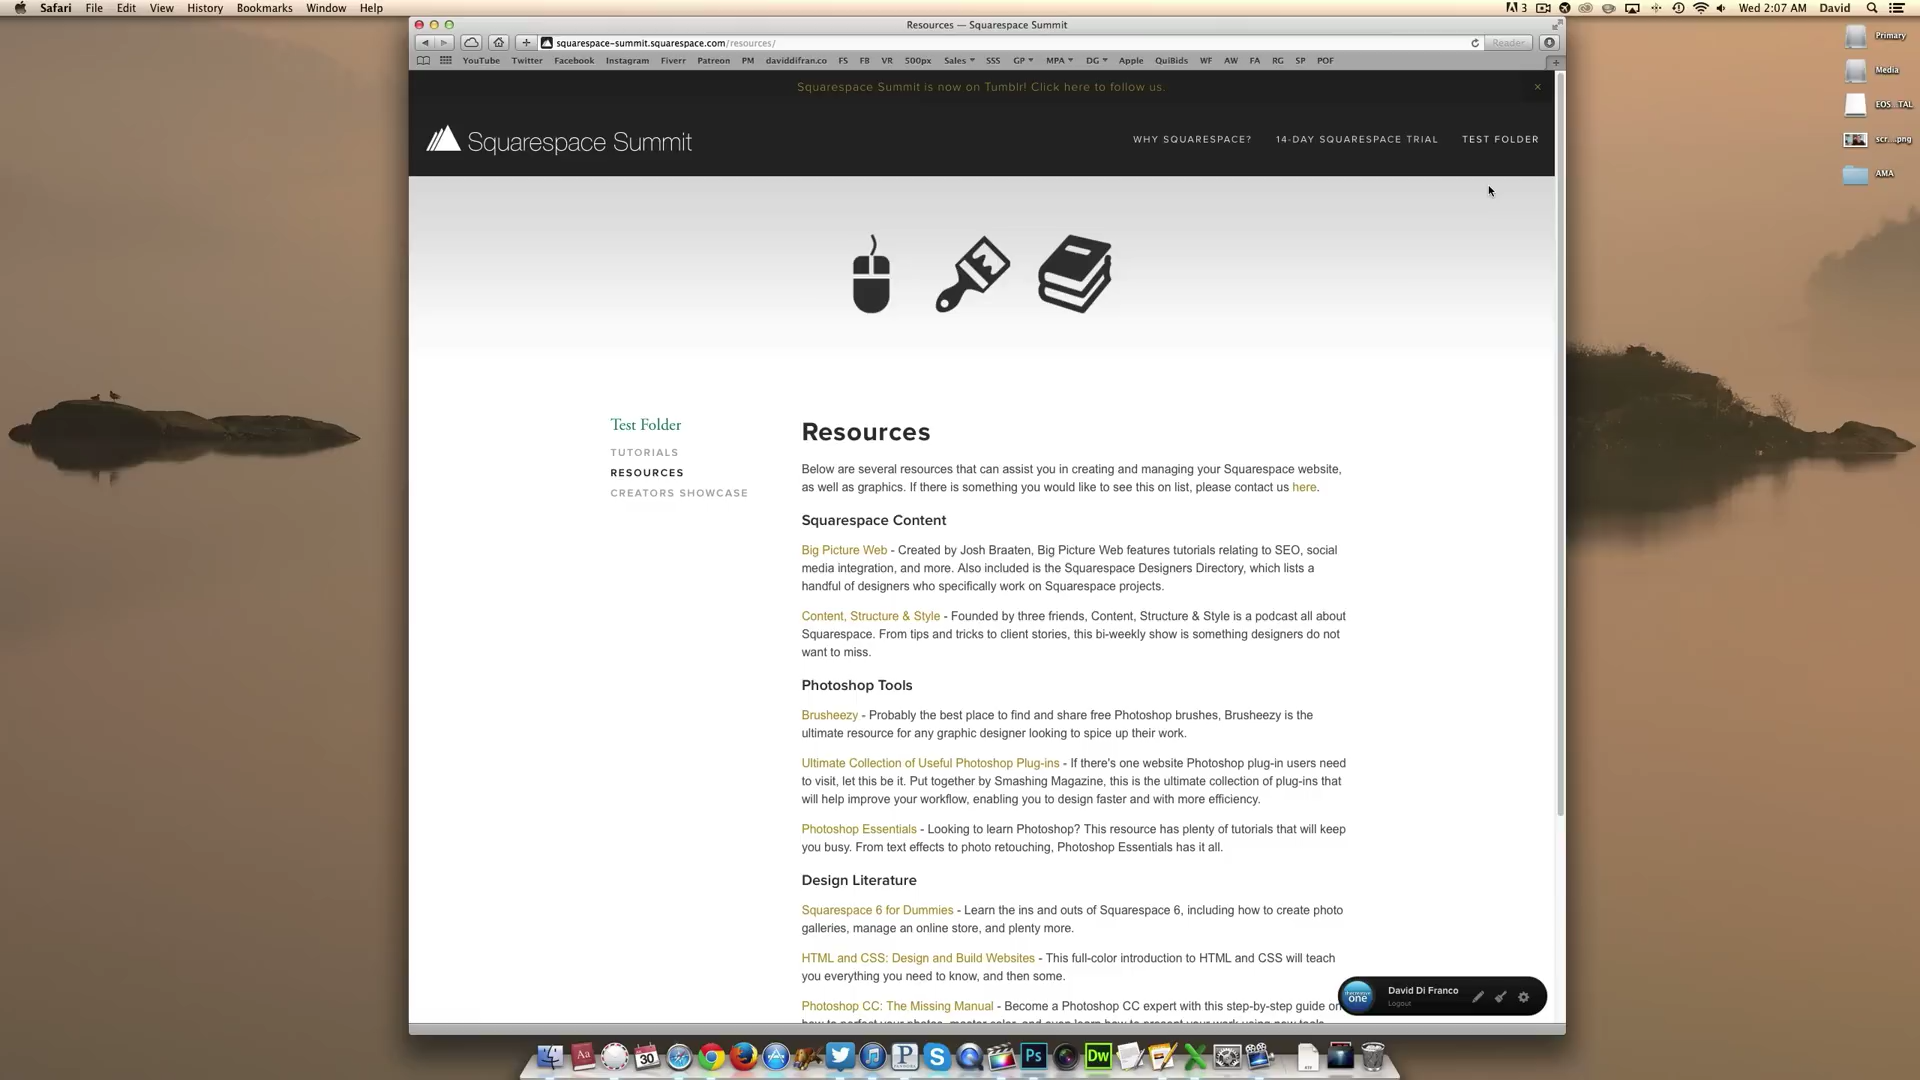 Safari File Edit View History Bookmarks Window Help
3 Wed 2:07 AM David
Resources — Squarespace Summit
squarespace-summit.squarespace.com/resources/ Reader
YouTube Twitter Facebook Instagram Fiverr Patreon PM daviddifran.co FS FB VR 500px Sales SSS GP MPA DG Apple QuiBids WF AW FA RG SP POF
Primary
Media
EOS...TAL
scr...png
AMA
Squarespace Summit is now on Tumblr! Click here to follow us. ×
Squarespace Summit
WHY SQUARESPACE? 14-DAY SQUARESPACE TRIAL TEST FOLDER
Test Folder
TUTORIALS
RESOURCES
CREATORS SHOWCASE
Resources
Below are several resources that can assist you in creating and managing your Squarespace website,
as well as graphics. If there is something you would like to see this on list, please contact us here.
Squarespace Content
Big Picture Web - Created by Josh Braaten, Big Picture Web features tutorials relating to SEO, social
media integration, and more. Also included is the Squarespace Designers Directory, which lists a
handful of designers who specifically work on Squarespace projects.
Content, Structure & Style - Founded by three friends, Content, Structure & Style is a podcast all about
Squarespace. From tips and tricks to client stories, this bi-weekly show is something designers do not
want to miss.
Photoshop Tools
Brusheezy - Probably the best place to find and share free Photoshop brushes, Brusheezy is the
ultimate resource for any graphic designer looking to spice up their work.
Ultimate Collection of Useful Photoshop Plug-ins - If there's one website Photoshop plug-in users need
to visit, let this be it. Put together by Smashing Magazine, this is the ultimate collection of plug-ins that
will help improve your workflow, enabling you to design faster and with more efficiency.
Photoshop Essentials - Looking to learn Photoshop? This resource has plenty of tutorials that will keep
you busy. From text effects to photo retouching, Photoshop Essentials has it all.
Design Literature
Squarespace 6 for Dummies - Learn the ins and outs of Squarespace 6, including how to create photo
galleries, manage an online store, and plenty more.
HTML and CSS: Design and Build Websites - This full-color introduction to HTML and CSS will teach
you everything you need to know, and then some.
Photoshop CC: The Missing Manual - Become a Photoshop CC expert with this step-by-step guide on
David Di Franco
Logout
one
Aa
30
P
S
Ps
Dw